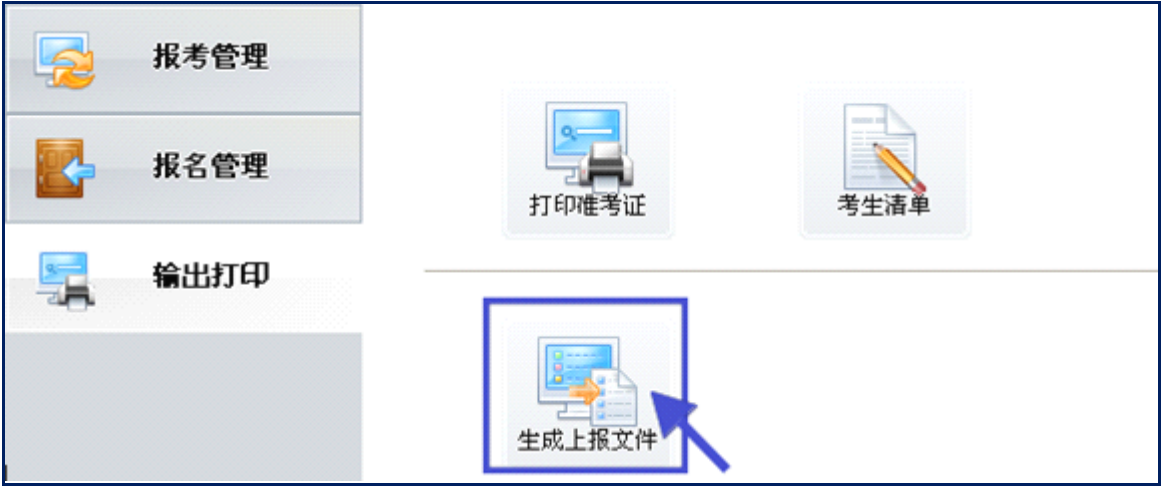 报考管理
报名管理
输出打印
打印准考证
考生清单
生成上报文件